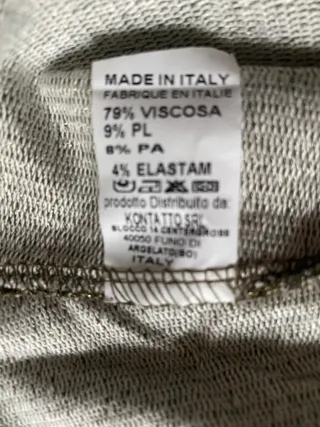 MADE IN ITALY
FABRIQUE EN ITALIE
79% VISCOSA
9% PL
8% PA
4% ELASTAM
prodotto Distribuito da:
KONTATTO SRL
BLOCCO 14 CENTERGROSS
40050 FUNO DI
ARGELATO(BO)
ITALY